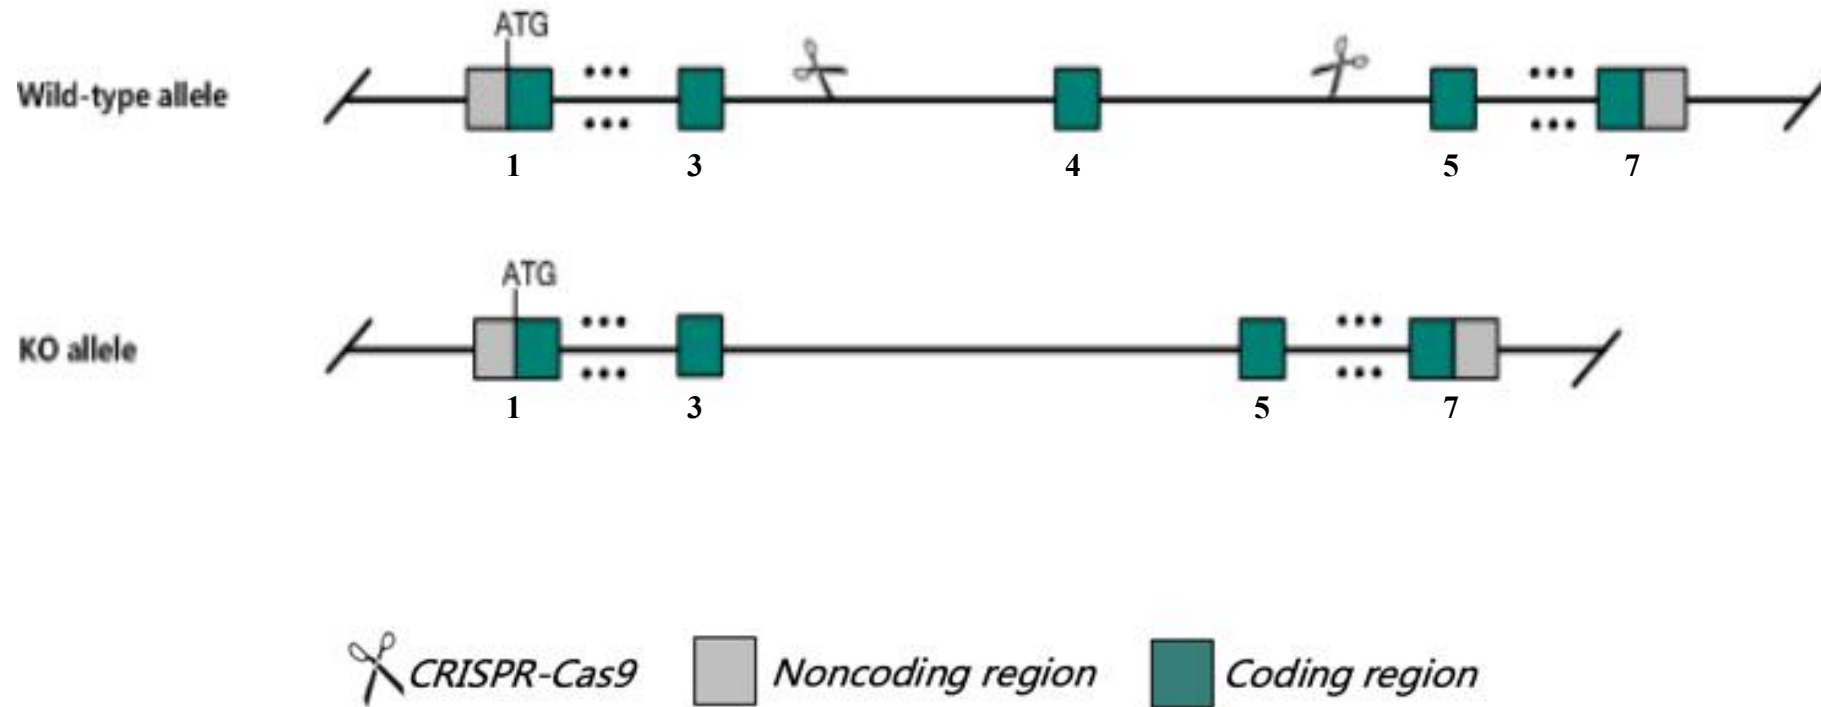 ATG
Wild-type allele
1 3 4 5 7
ATG
KO allele
1 3 5 7
CRISPR-Cas9 Noncoding region Coding region